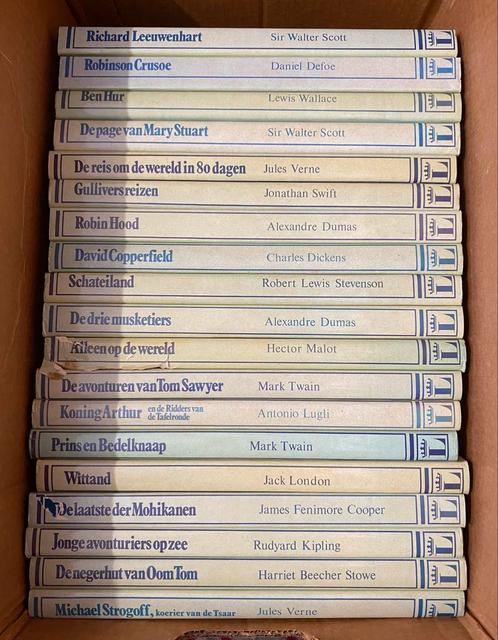 Richard Leeuwenhart Sir Walter Scott L
Robinson Crusoe Daniel Defoe L
Ben Hur Lewis Wallace L
De page van Mary Stuart Sir Walter Scott L
De reis om de wereld in 80 dagen Jules Verne L
Gullivers reizen Jonathan Swift L
Robin Hood Alexandre Dumas L
David Copperfield Charles Dickens L
Schateiland Robert Lewis Stevenson L
De drie musketiers Alexandre Dumas L
Alleen op de wereld Hector Malot L
De avonturen van Tom Sawyer Mark Twain L
Koning Arthur en de Ridders van de Tafelronde Antonio Lugli L
Prins en Bedelknaap Mark Twain L
Wittand Jack London L
De laatste der Mohikanen James Fenimore Cooper L
Jonge avonturiers op zee Rudyard Kipling L
De negerhut van Oom Tom Harriet Beecher Stowe L
Michael Strogoff, koerier van de Tsaar Jules Verne L